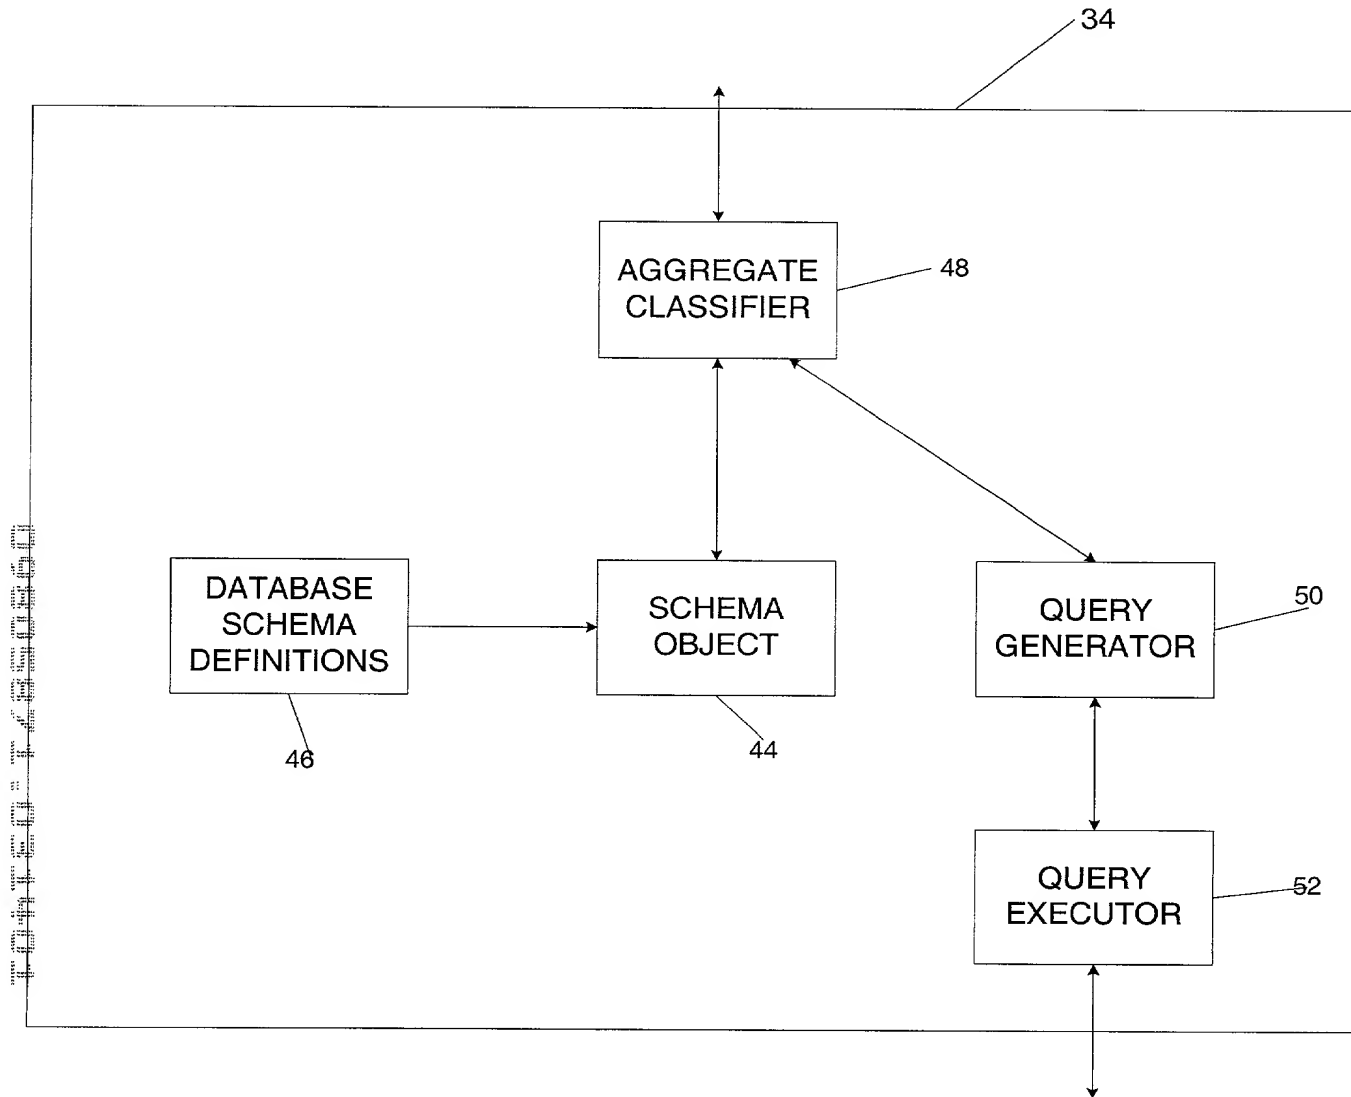 34
AGGREGATE
CLASSIFIER
48
DATABASE
SCHEMA
DEFINITIONS
46
SCHEMA
OBJECT
44
QUERY
GENERATOR
50
QUERY
EXECUTOR
52